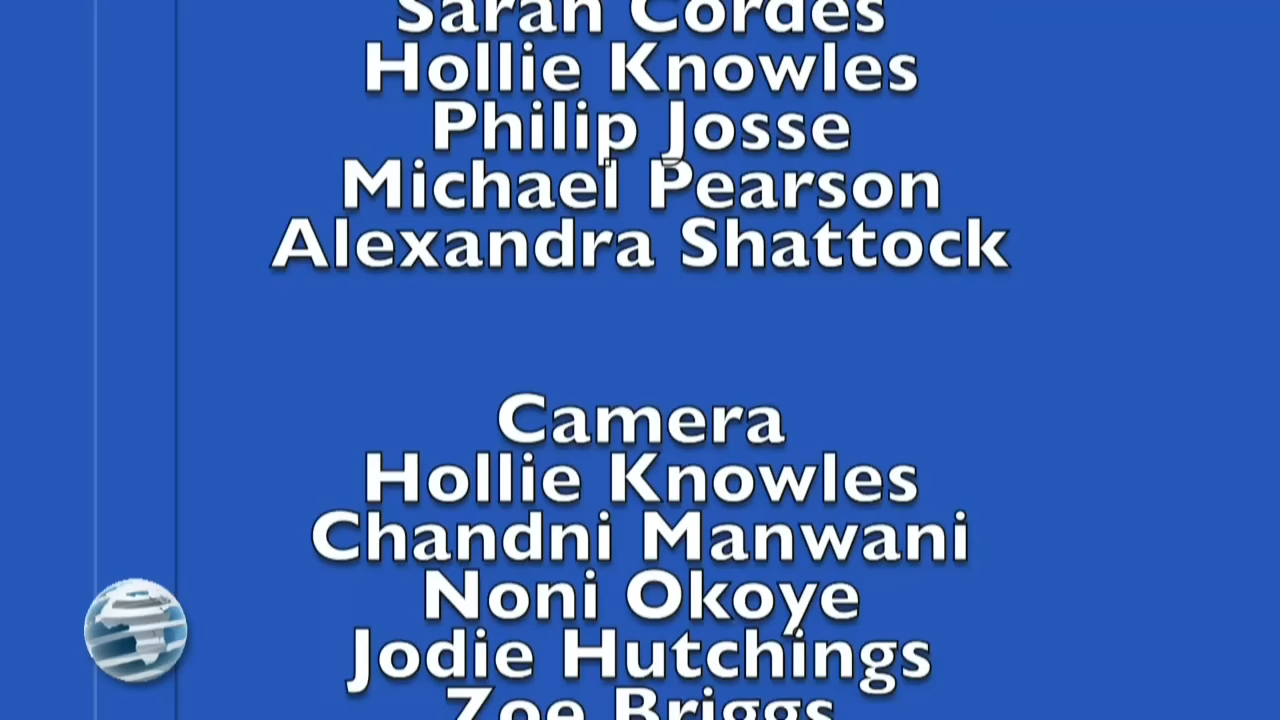 Sarah Cordes
Hollie Knowles
Philip Josse
Michael Pearson
Alexandra Shattock
Camera
Hollie Knowles
Chandni Manwani
Noni Okoye
Jodie Hutchings
Zoe Briggs